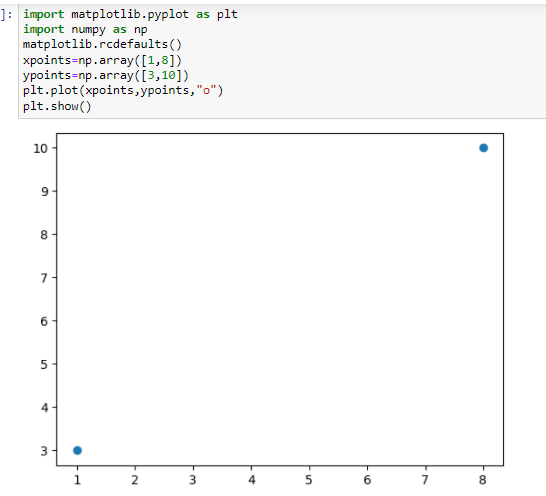 ]: import matplotlib.pyplot as plt
import numpy as np
matplotlib.rcdefaults()
xpoints=np.array([1,8])
ypoints=np.array([3,10])
plt.plot(xpoints,ypoints,"o")
plt.show()
10
9
8
7
6
5
4
3
1 2 3 4 5 6 7 8